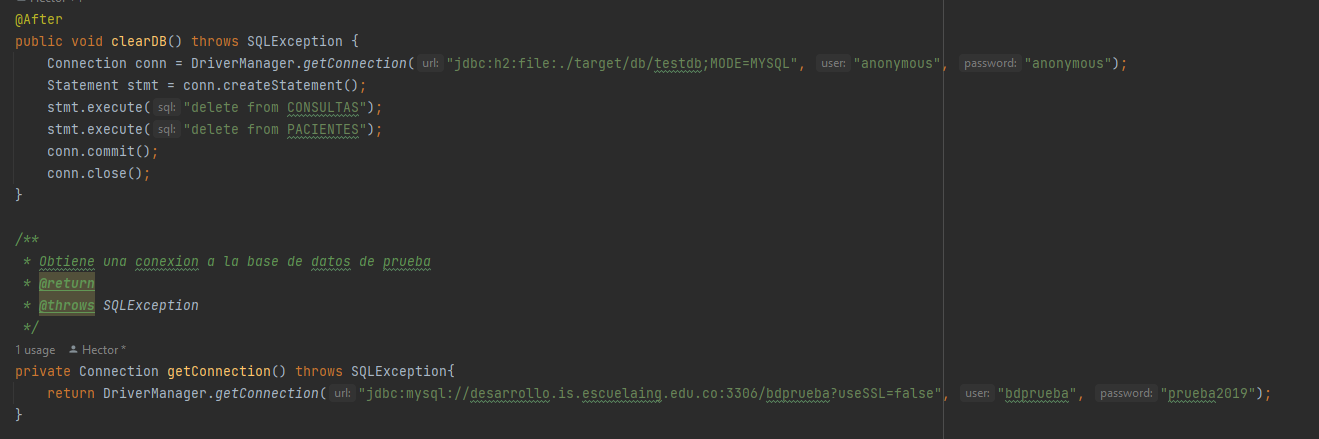 @After
public void clearDB() throws SQLException {
Connection conn = DriverManager.getConnection( url: "jdbc:h2:file:./target/db/testdb;MODE=MYSQL", user: "anonymous", password: "anonymous");
Statement stmt = conn.createStatement();
stmt.execute( sql: "delete from CONSULTAS");
stmt.execute( sql: "delete from PACIENTES");
conn.commit();
conn.close();
}
/**
* Obtiene una conexion a la base de datos de prueba
* @return
* @throws SQLException
*/
1 usage Hector *
private Connection getConnection() throws SQLException{
return DriverManager.getConnection( url: "jdbc:mysql://desarrollo.is.escuelaing.edu.co:3306/bdprueba?useSSL=false", user: "bdprueba", password: "prueba2019");
}